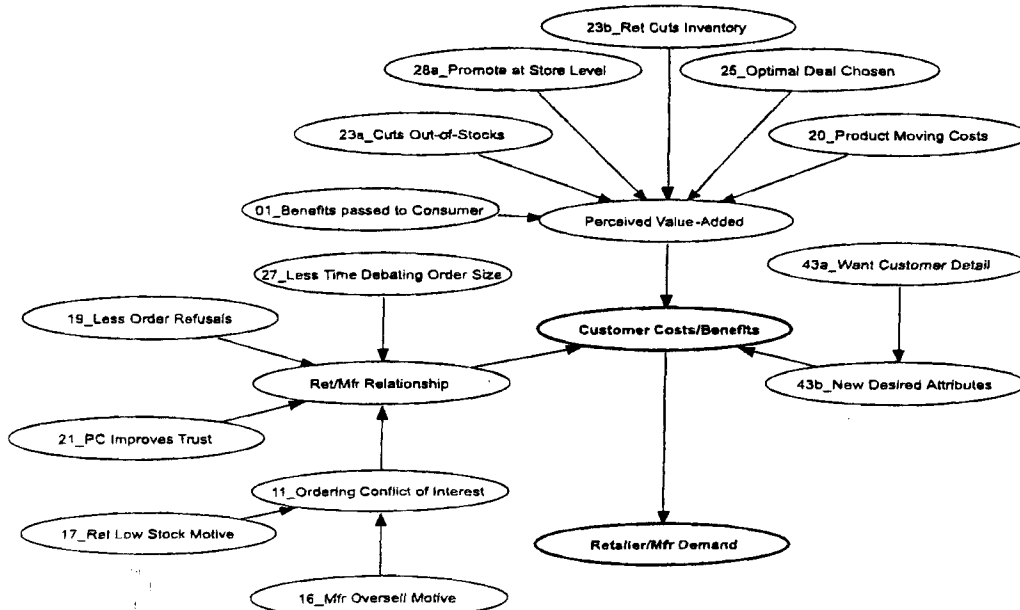 23b_Ret Cuts Inventory
28a_Promote at Store Level
25_Optimal Deal Chosen
23a_Cuts Out-of-Stocks
20_Product Moving Costs
01_Benefits passed to Consumer
Perceived Value-Added
27_Less Time Debating Order Size
43a_Want Customer Detail
19_Less Order Refusals
Customer Costs/Benefits
Ret/Mfr Relationship
43b_New Desired Attributes
21_PC Improves Trust
11_Ordering Conflict of Interest
17_Ret Low Stock Motive
Retailer/Mfr Demand
16_Mfr Oversell Motive